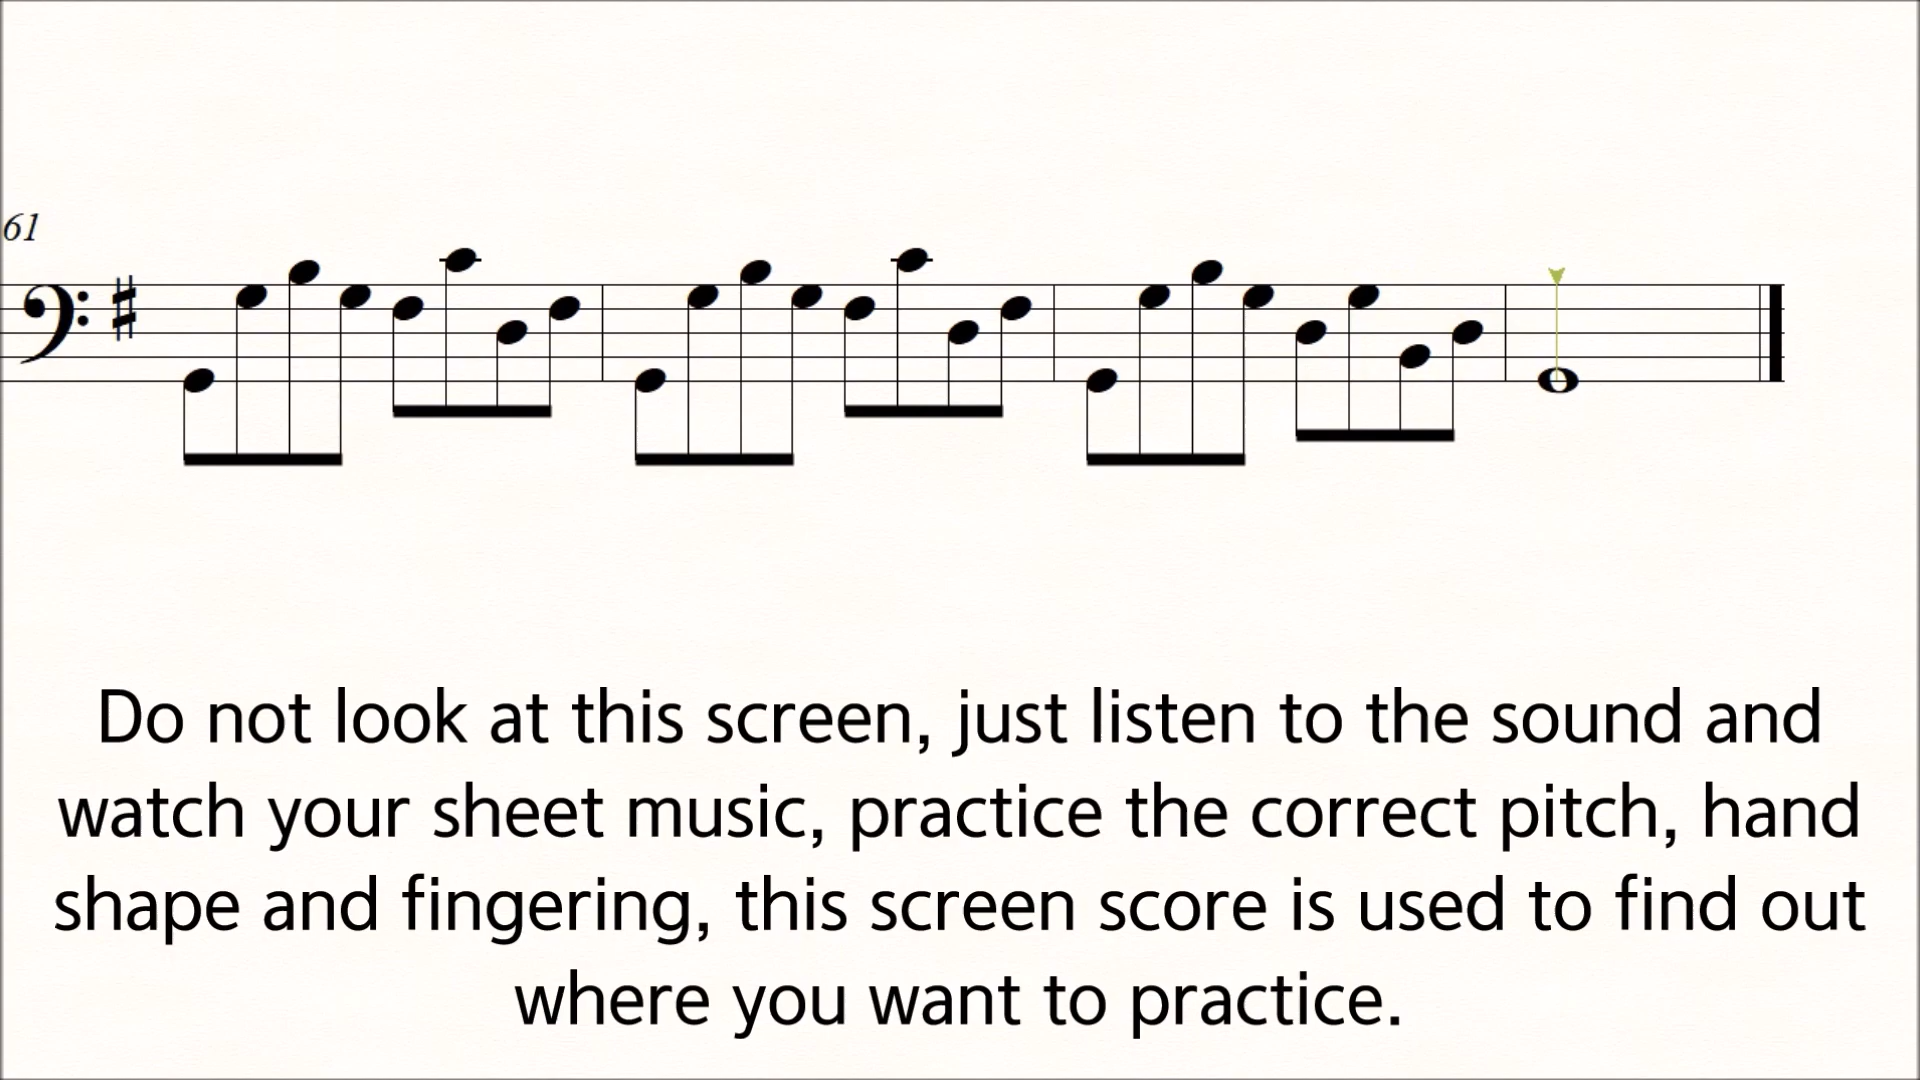 61
Do not look at this screen, just listen to the sound and
watch your sheet music, practice the correct pitch, hand
shape and fingering, this screen score is used to find out
where you want to practice.